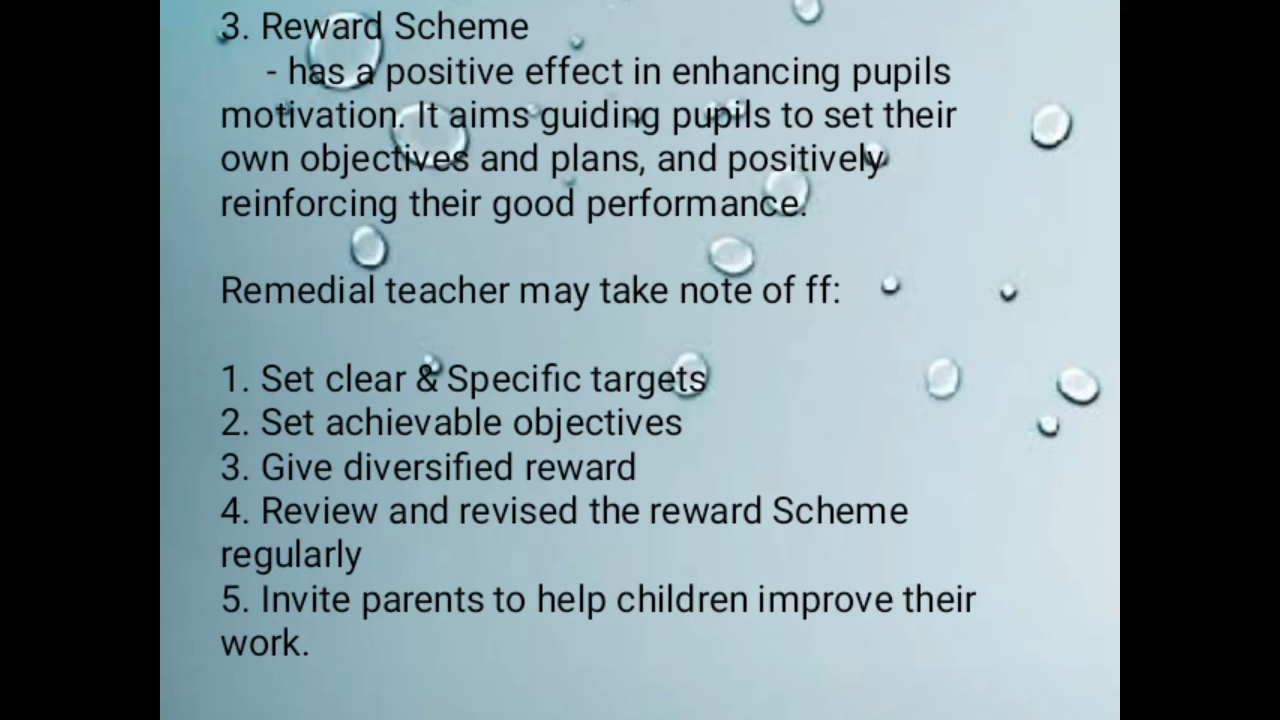 3. Reward Scheme
- has a positive effect in enhancing pupils
motivation. It aims guiding pupils to set their
own objectives and plans, and positively
reinforcing their good performance.
Remedial teacher may take note of ff:
1. Set clear & Specific targets
2. Set achievable objectives
3. Give diversified reward
4. Review and revised the reward Scheme
regularly
5. Invite parents to help children improve their
work.